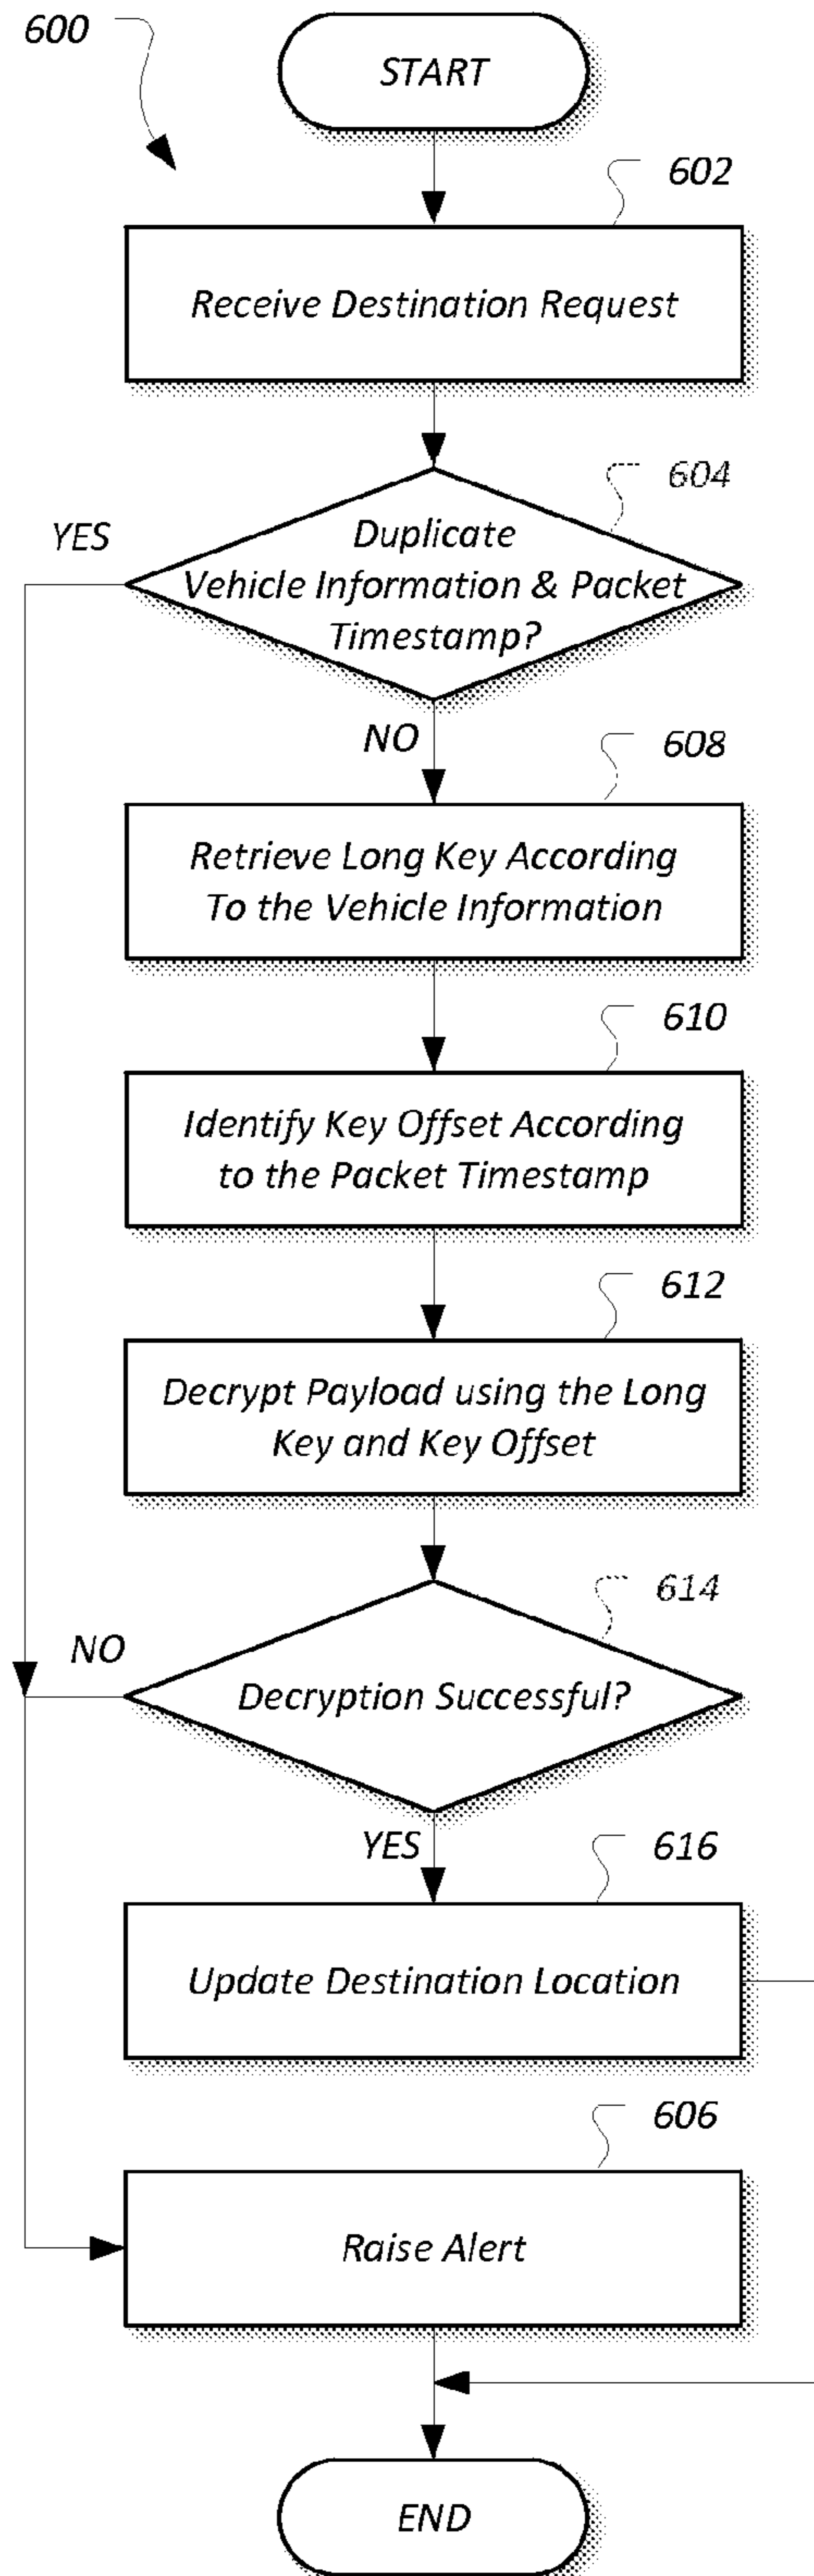 600
START
602
Receive Destination Request
604
YES
Duplicate
Vehicle Information & Packet
Timestamp?
NO
608
Retrieve Long Key According
To the Vehicle Information
610
Identify Key Offset According
to the Packet Timestamp
612
Decrypt Payload using the Long
Key and Key Offset
614
NO
Decryption Successful?
YES
616
Update Destination Location
606
Raise Alert
END